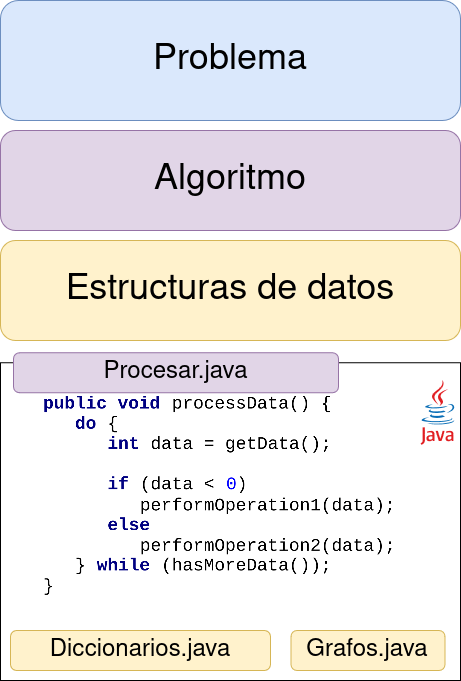 Problema
Algoritmo
Estructuras de datos
Procesar.java
public void processData() {
do {
int data = getData();
if (data < 0)
performOperation1(data);
else
performOperation2(data);
} while (hasMoreData());
}
Java
Diccionarios.java Grafos.java